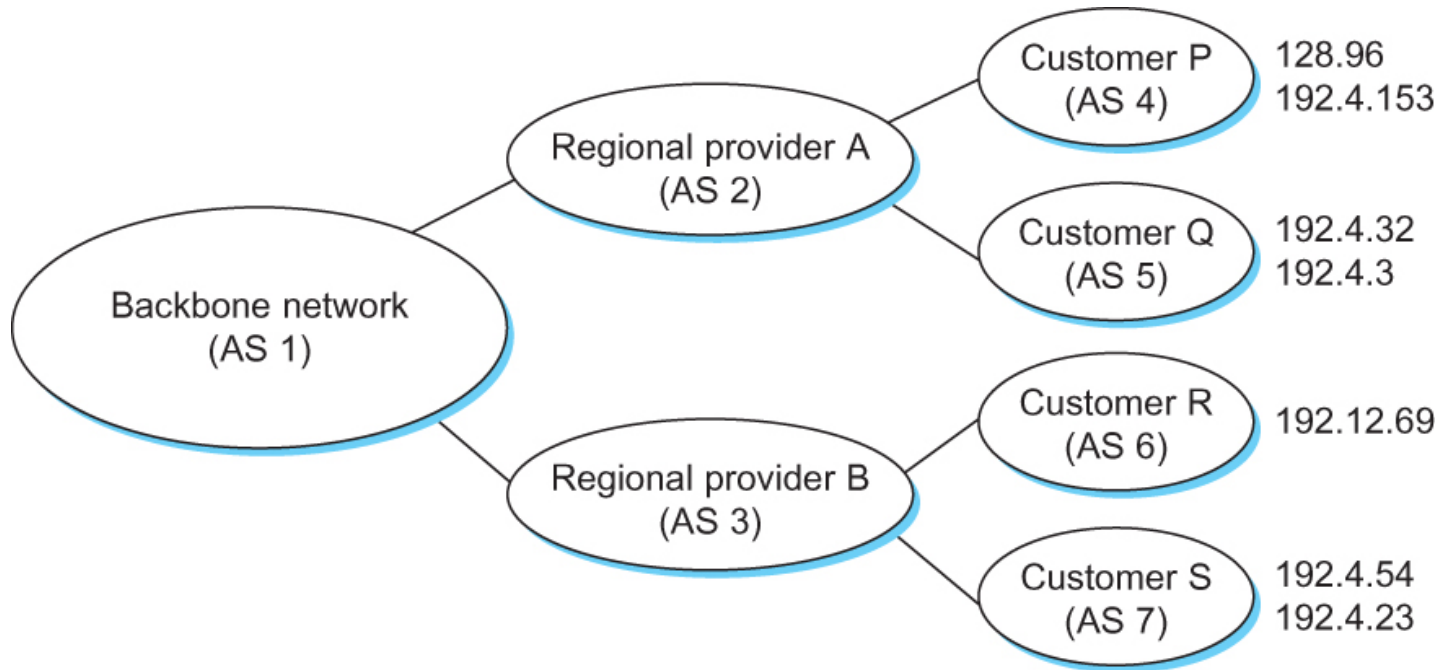 Customer P
(AS 4)
128.96
192.4.153
Regional provider A
(AS 2)
Customer Q
(AS 5)
192.4.32
192.4.3
Backbone network
(AS 1)
Customer R
(AS 6)
192.12.69
Regional provider B
(AS 3)
Customer S
(AS 7)
192.4.54
192.4.23